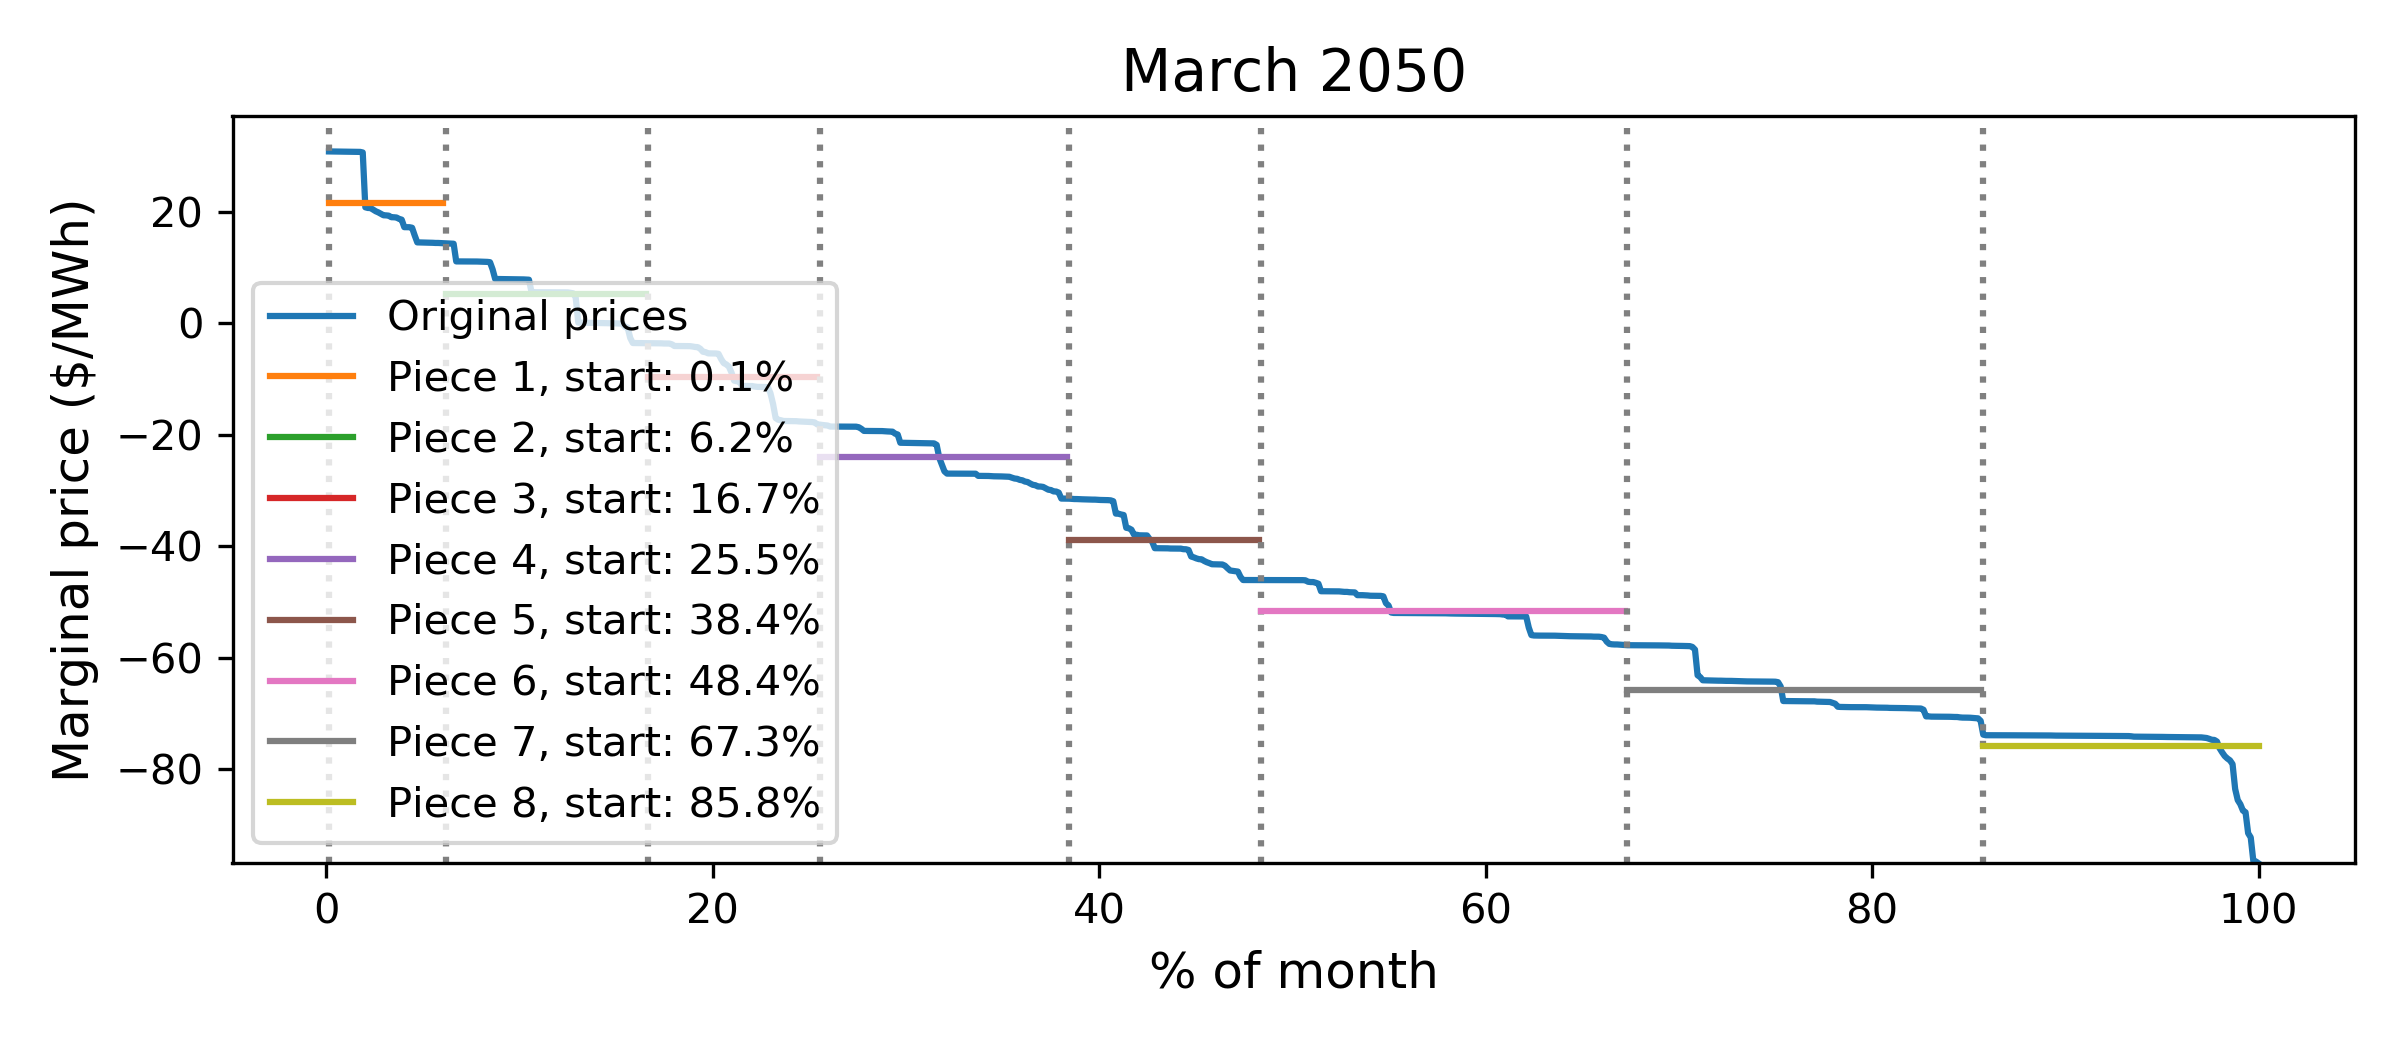 March 2050
Marginal price ($/MWh)
20
0
−20
−40
−60
−80
Original prices
Piece 1, start: 0.1%
Piece 2, start: 6.2%
Piece 3, start: 16.7%
Piece 4, start: 25.5%
Piece 5, start: 38.4%
Piece 6, start: 48.4%
Piece 7, start: 67.3%
Piece 8, start: 85.8%
0 20 40 60 80 100
% of month